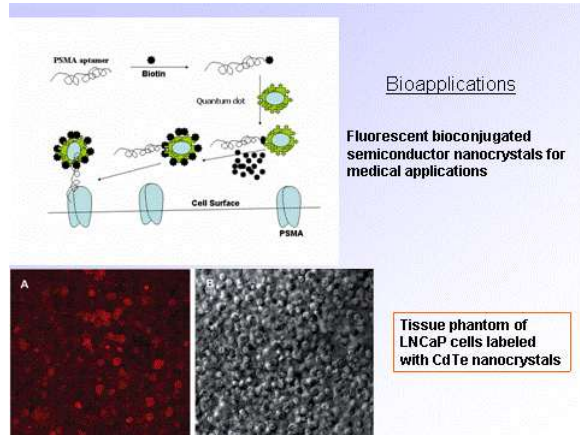 PSMA aptamer
Biotin
Quantum dot
Cell Surface
PSMA
Bioapplications
Fluorescent bioconjugated
semiconductor nanocrystals for
medical applications
A
B
Tissue phantom of
LNCaP cells labeled
with CdTe nanocrystals